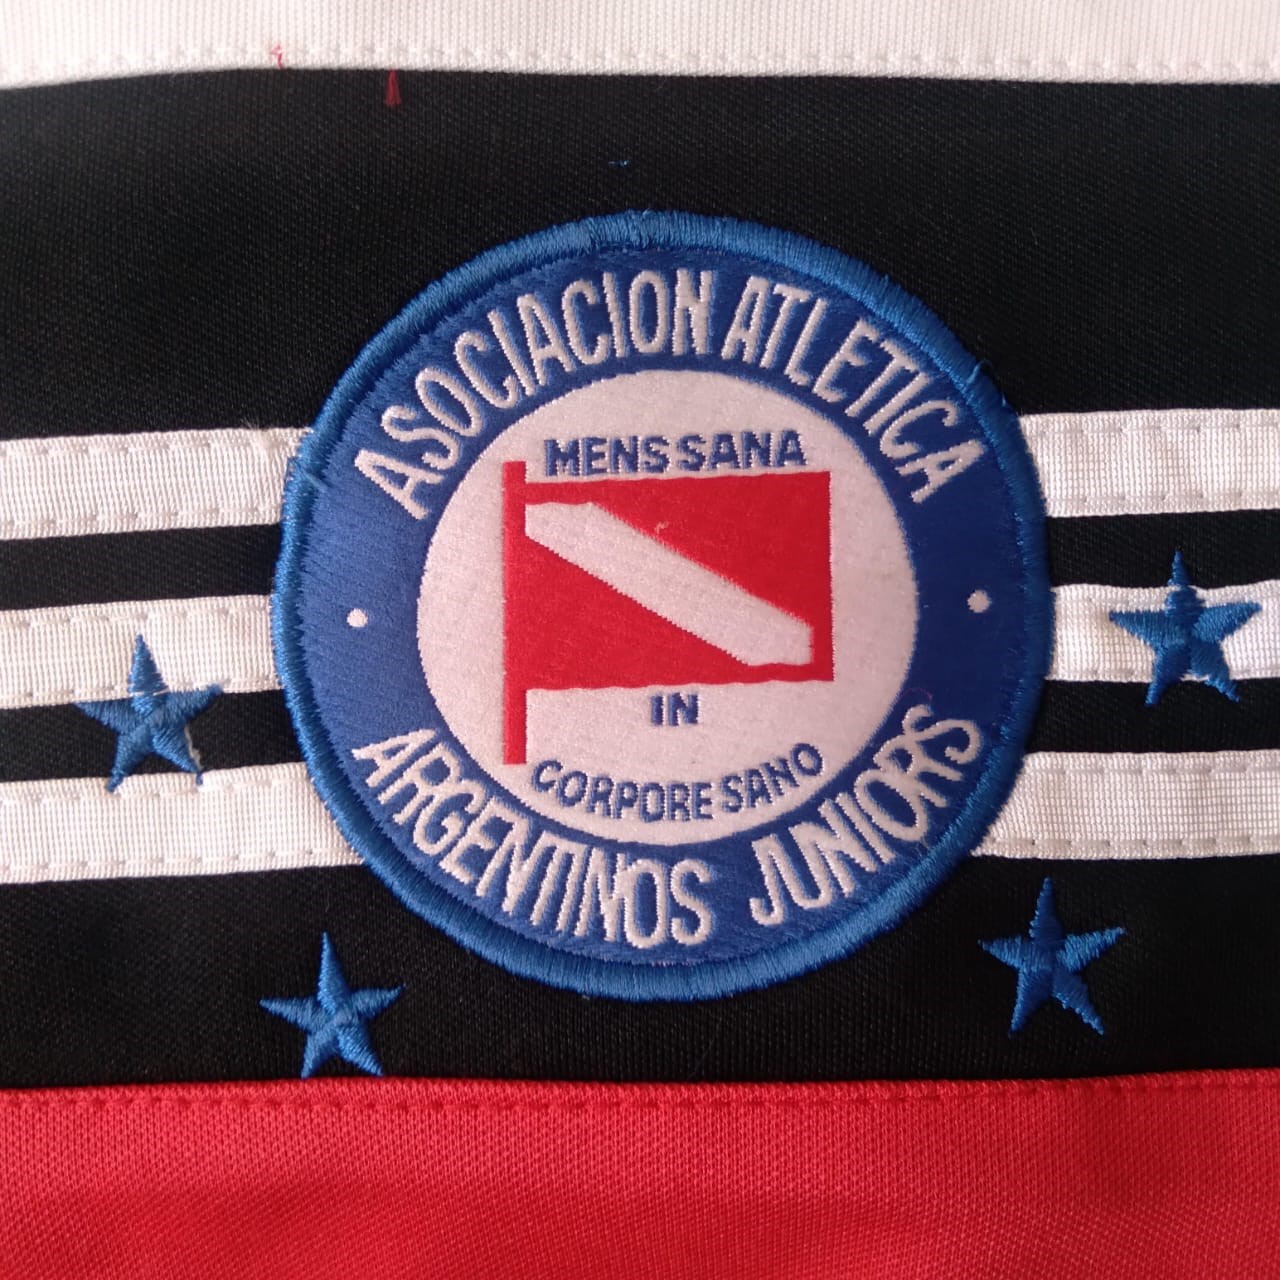 ASOCIACION ATLETICA
MENS SANA
IN
CORPORE SANO
ARGENTINOS JUNIORS